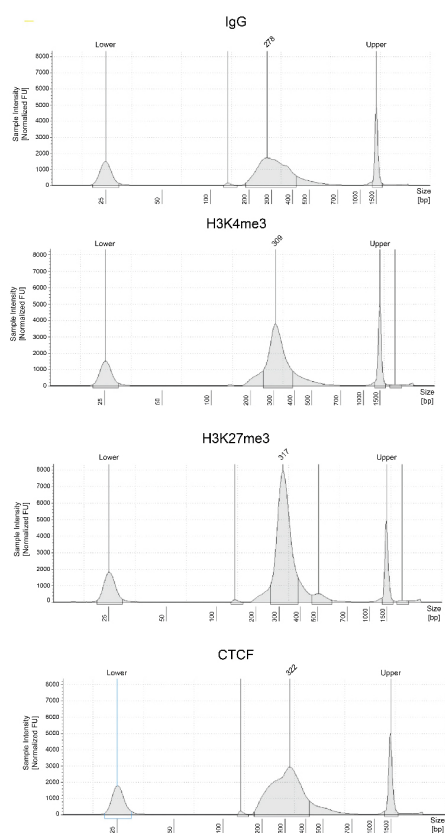 IgG
Lower
278
Upper
Sample Intensity
[Normalized FU]
8000
7000
6000
5000
4000
3000
2000
1000
0
25
50
100
200
300
400
500
700
1000
1500
Size
[bp]
H3K4me3
Lower
309
Upper
Sample Intensity
[Normalized FU]
8000
7000
6000
5000
4000
3000
2000
1000
0
25
50
100
200
300
400
500
700
1000
1500
Size
[bp]
H3K27me3
Lower
317
Upper
Sample Intensity
[Normalized FU]
8000
7000
6000
5000
4000
3000
2000
1000
0
25
50
100
200
300
400
500
700
1000
1500
Size
[bp]
CTCF
Lower
322
Upper
Sample Intensity
[Normalized FU]
8000
7000
6000
5000
4000
3000
2000
1000
0
25
50
100
200
300
400
500
700
1000
1500
Size
[bp]